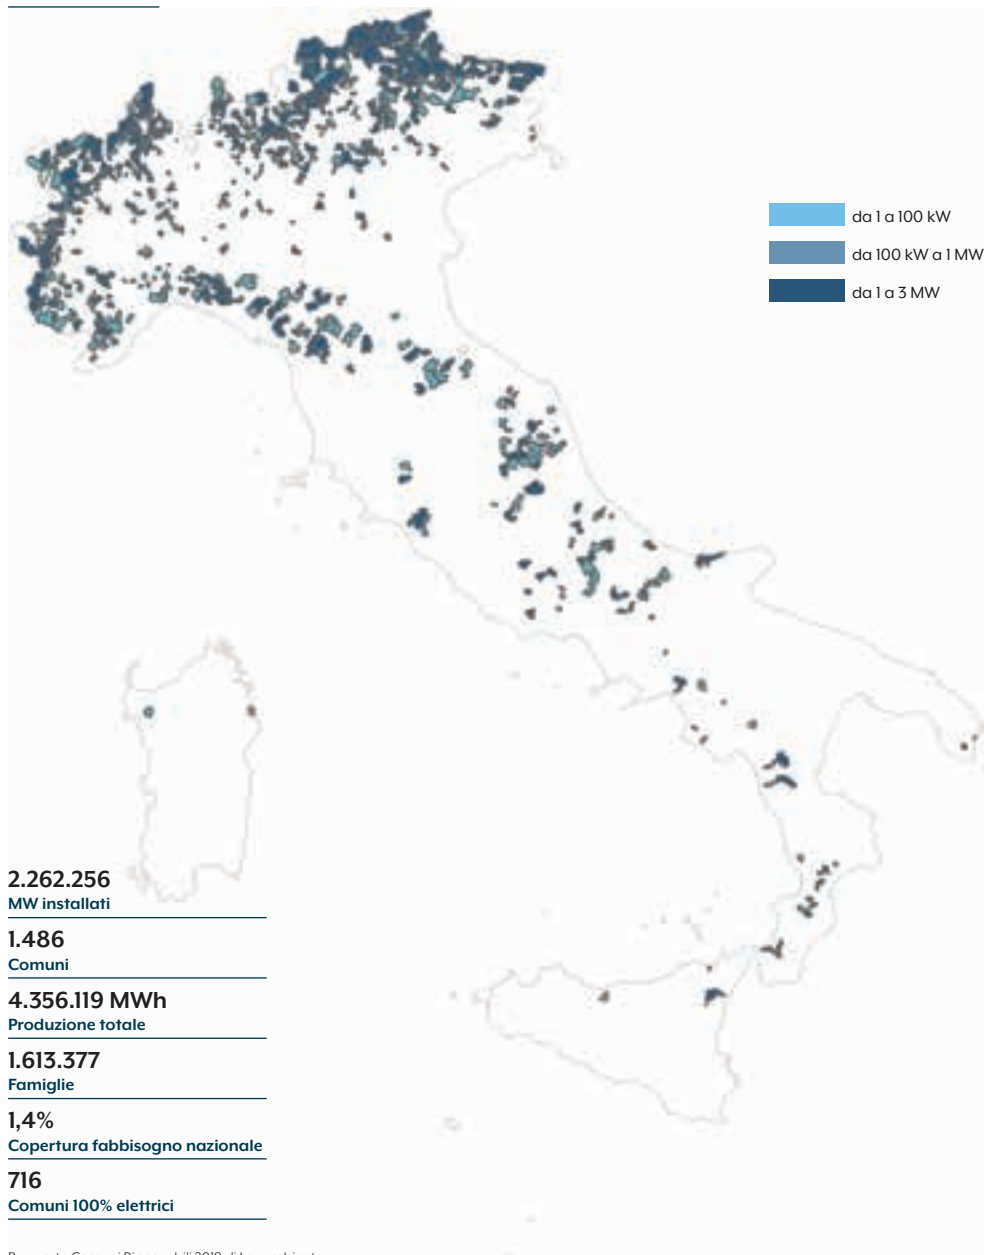 da 1 a 100 kW
da 100 kW a 1 MW
da 1 a 3 MW
2.262.256
MW installati
1.486
Comuni
4.356.119 MWh
Produzione totale
1.613.377
Famiglie
1,4%
Copertura fabbisogno nazionale
716
Comuni 100% elettrici